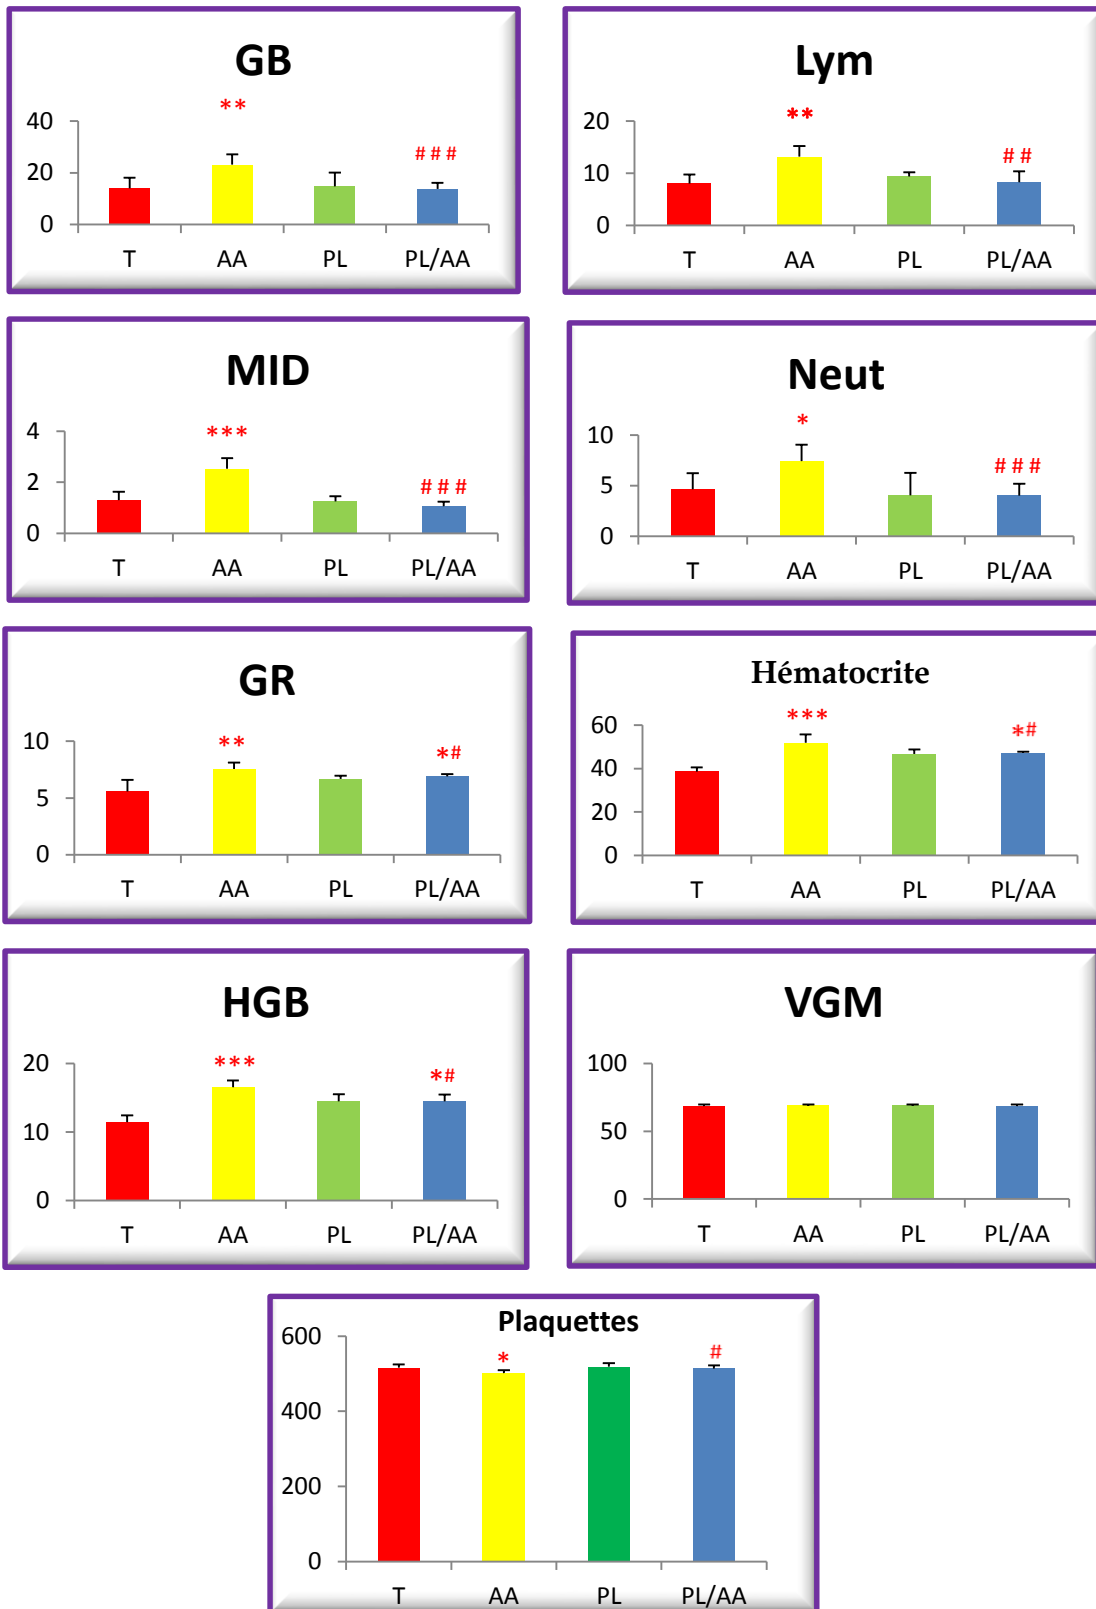 GB
**
# # #
40
20
0
T AA PL PL/AA
Lym
**
# #
20
10
0
T AA PL PL/AA
MID
***
# # #
4
2
0
T AA PL PL/AA
Neut
*
# # #
10
5
0
T AA PL PL/AA
GR
**
*#
10
5
0
T AA PL PL/AA
Hématocrite
***
*#
60
40
20
0
T AA PL PL/AA
HGB
***
*#
20
10
0
T AA PL PL/AA
VGM
100
50
0
T AA PL PL/AA
Plaquettes
*
#
600
400
200
0
T AA PL PL/AA